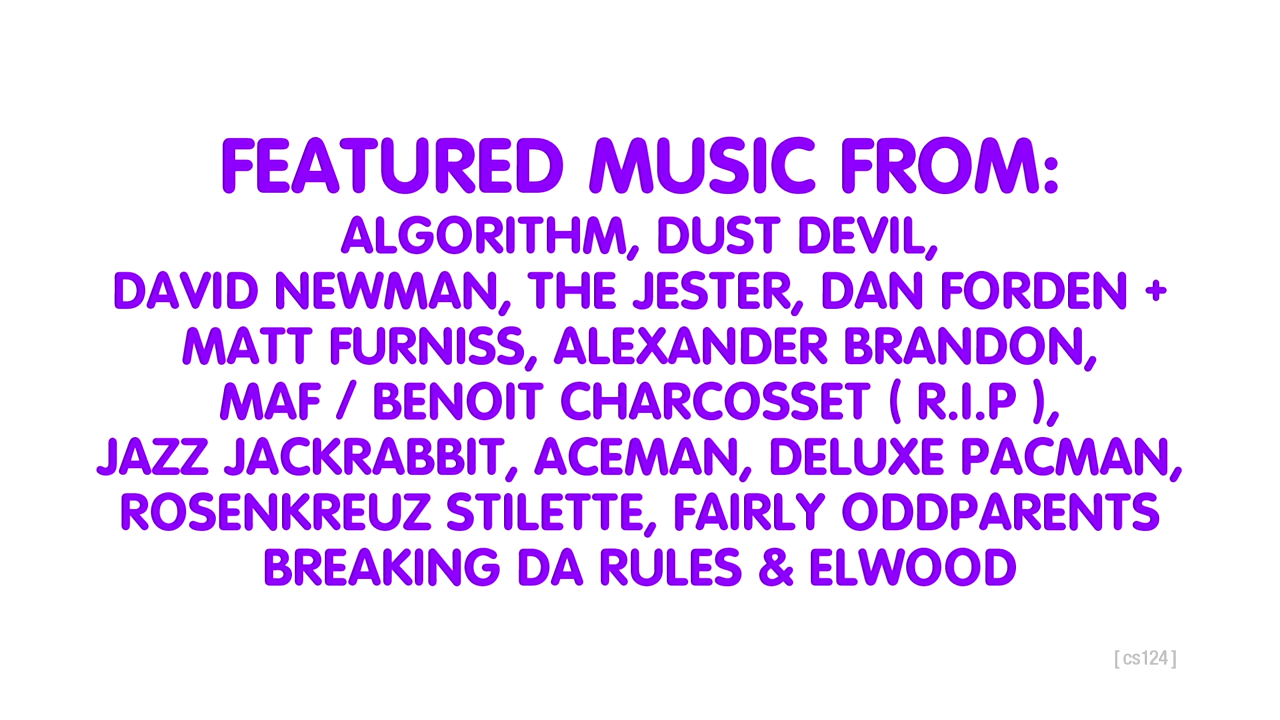 FEATURED MUSIC FROM:
ALGORITHM, DUST DEVIL,
DAVID NEWMAN, THE JESTER, DAN FORDEN +
MATT FURNISS, ALEXANDER BRANDON,
MAF / BENOIT CHARCOSSET ( R.I.P ),
JAZZ JACKRABBIT, ACEMAN, DELUXE PACMAN,
ROSENKREUZ STILETTE, FAIRLY ODDPARENTS
BREAKING DA RULES & ELWOOD
[ cs124 ]